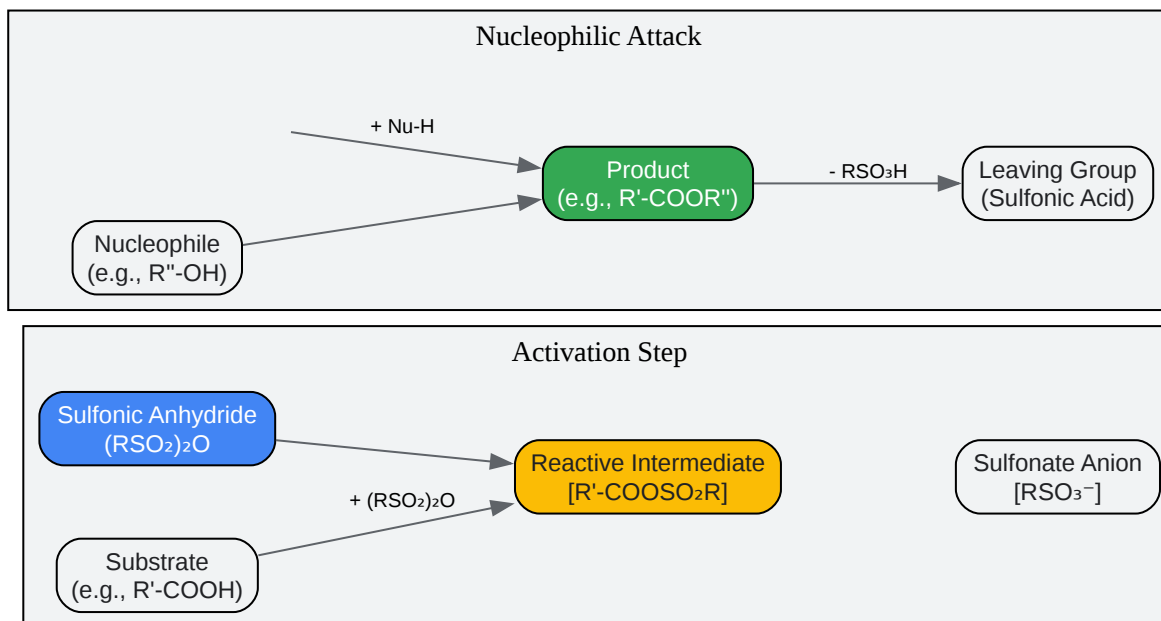 Nucleophilic Attack
+ Nu-H
Product
(e.g., R'-COOR")
- RSO₃H
Leaving Group
(Sulfonic Acid)
Nucleophile
(e.g., R"-OH)
Activation Step
Sulfonic Anhydride
(RSO₂)₂O
+ (RSO₂)₂O
Reactive Intermediate
[R'-COOSO₂R]
Sulfonate Anion
[RSO₃⁻]
Substrate
(e.g., R'-COOH)